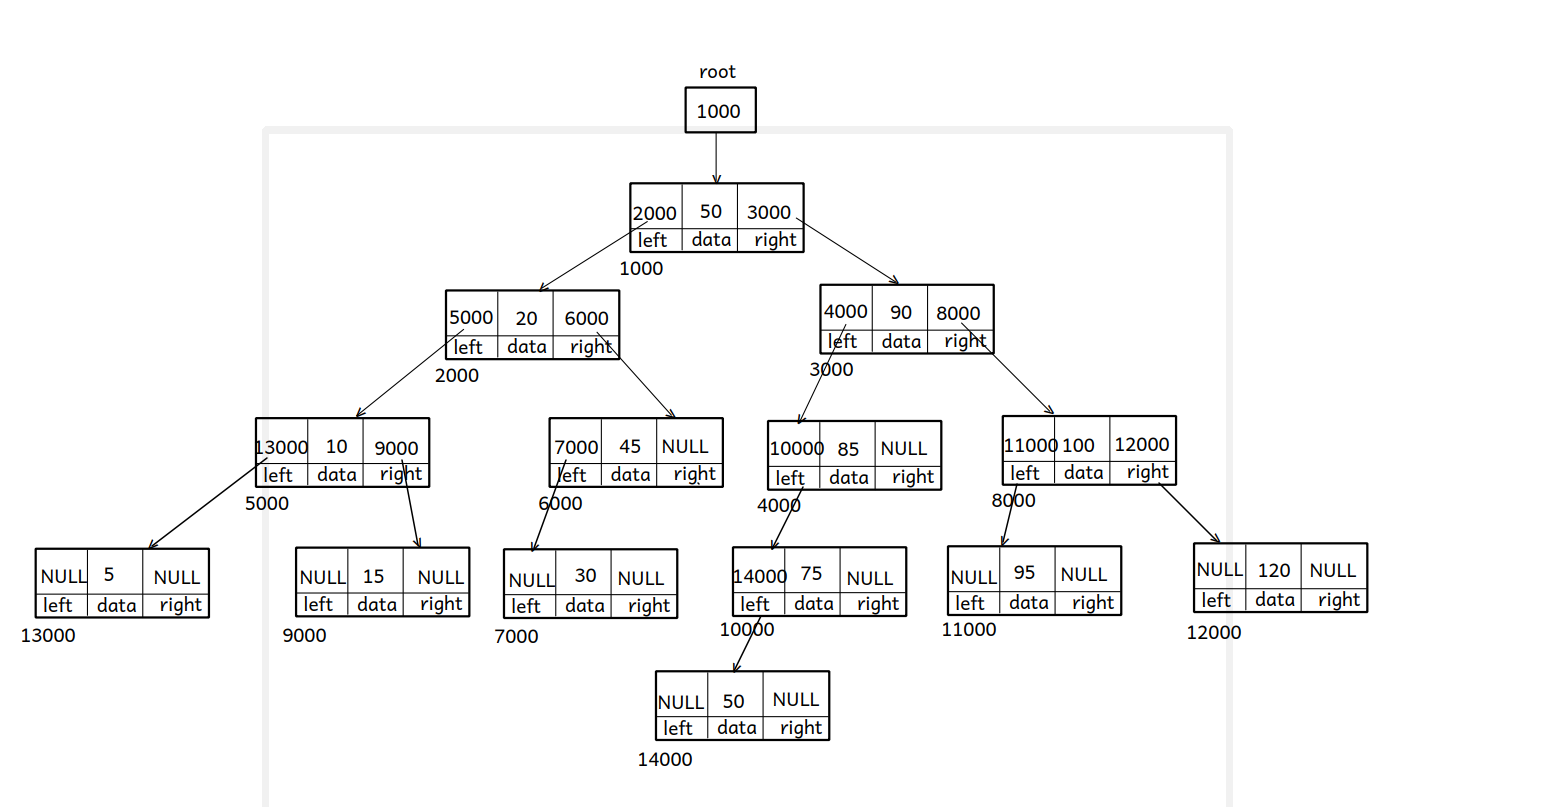 root
1000
2000 50 3000
left data right
1000
5000 20 6000
left data right
2000
4000 90 8000
left data right
3000
13000 10 9000
left data right
5000
7000 45 NULL
left data right
6000
10000 85 NULL
left data right
4000
11000 100 12000
left data right
8000
NULL 5 NULL
left data right
13000
NULL 15 NULL
left data right
9000
NULL 30 NULL
left data right
7000
14000 75 NULL
left data right
10000
NULL 95 NULL
left data right
11000
NULL 120 NULL
left data right
12000
NULL 50 NULL
left data right
14000